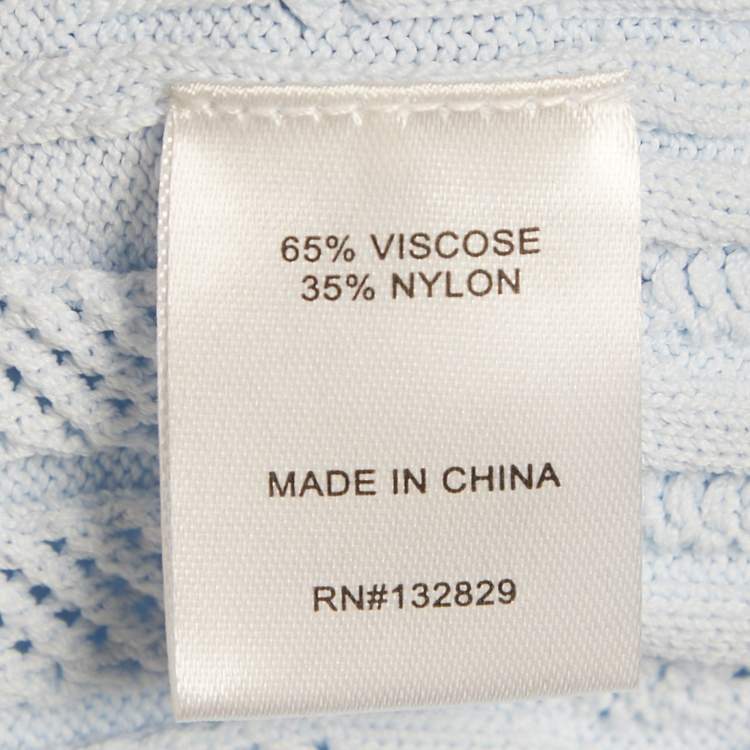 65% VISCOSE
35% NYLON
MADE IN CHINA
RN#132829